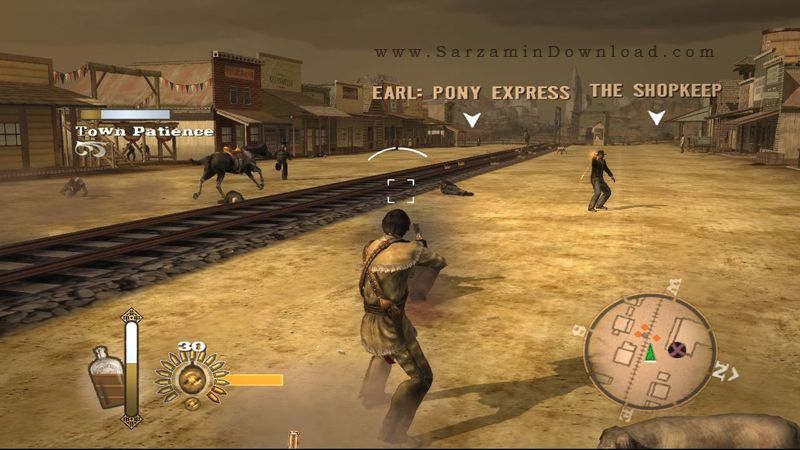 www.SarzaminDownload.com
EARL: PONY EXPRESS
THE SHOPKEEP
Town Patience
30
S
W
N
E